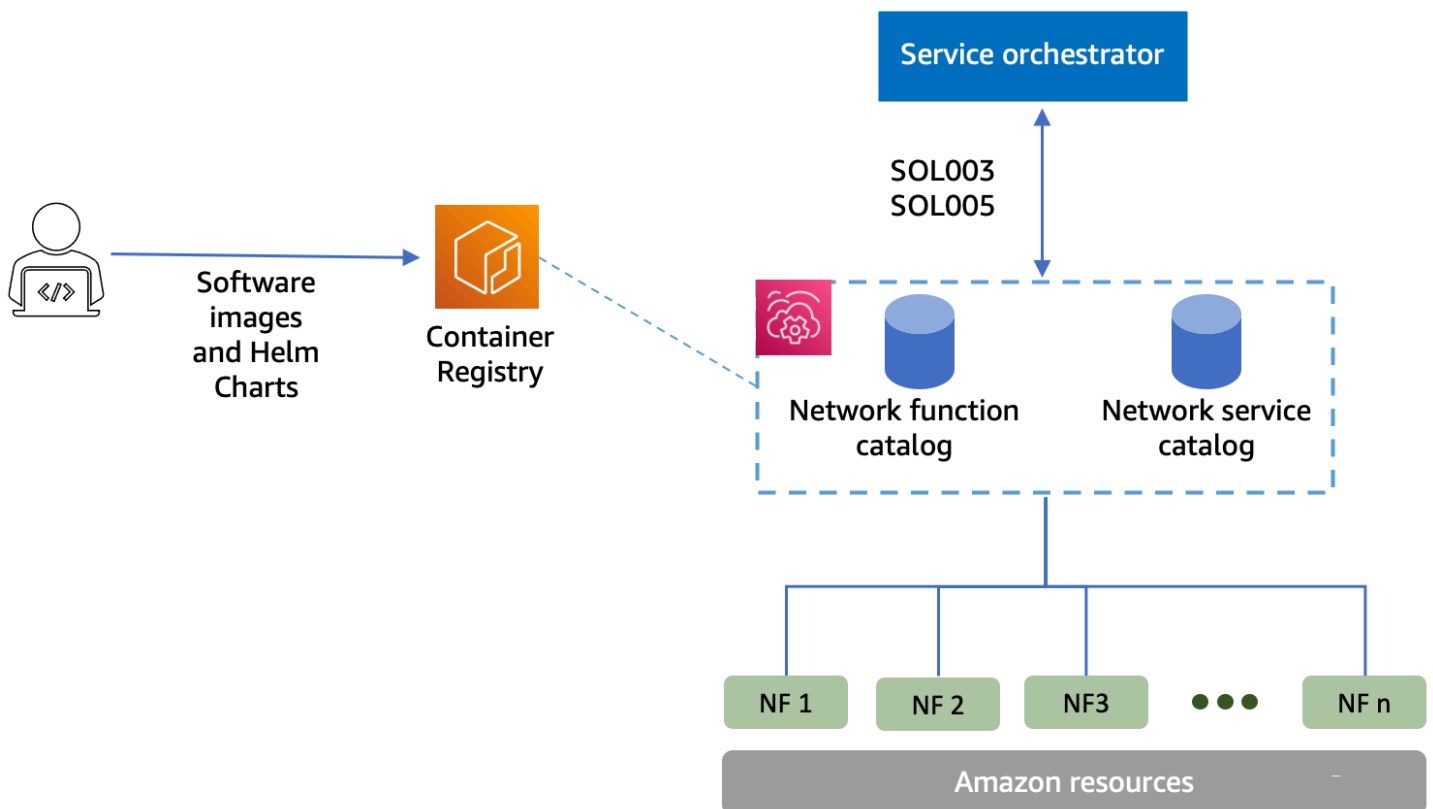 Service orchestrator
SOL003
SOL005
</>
Software
images
and Helm
Charts
Container
Registry
Network function
catalog
Network service
catalog
NF 1
NF 2
NF3
NF n
Amazon resources